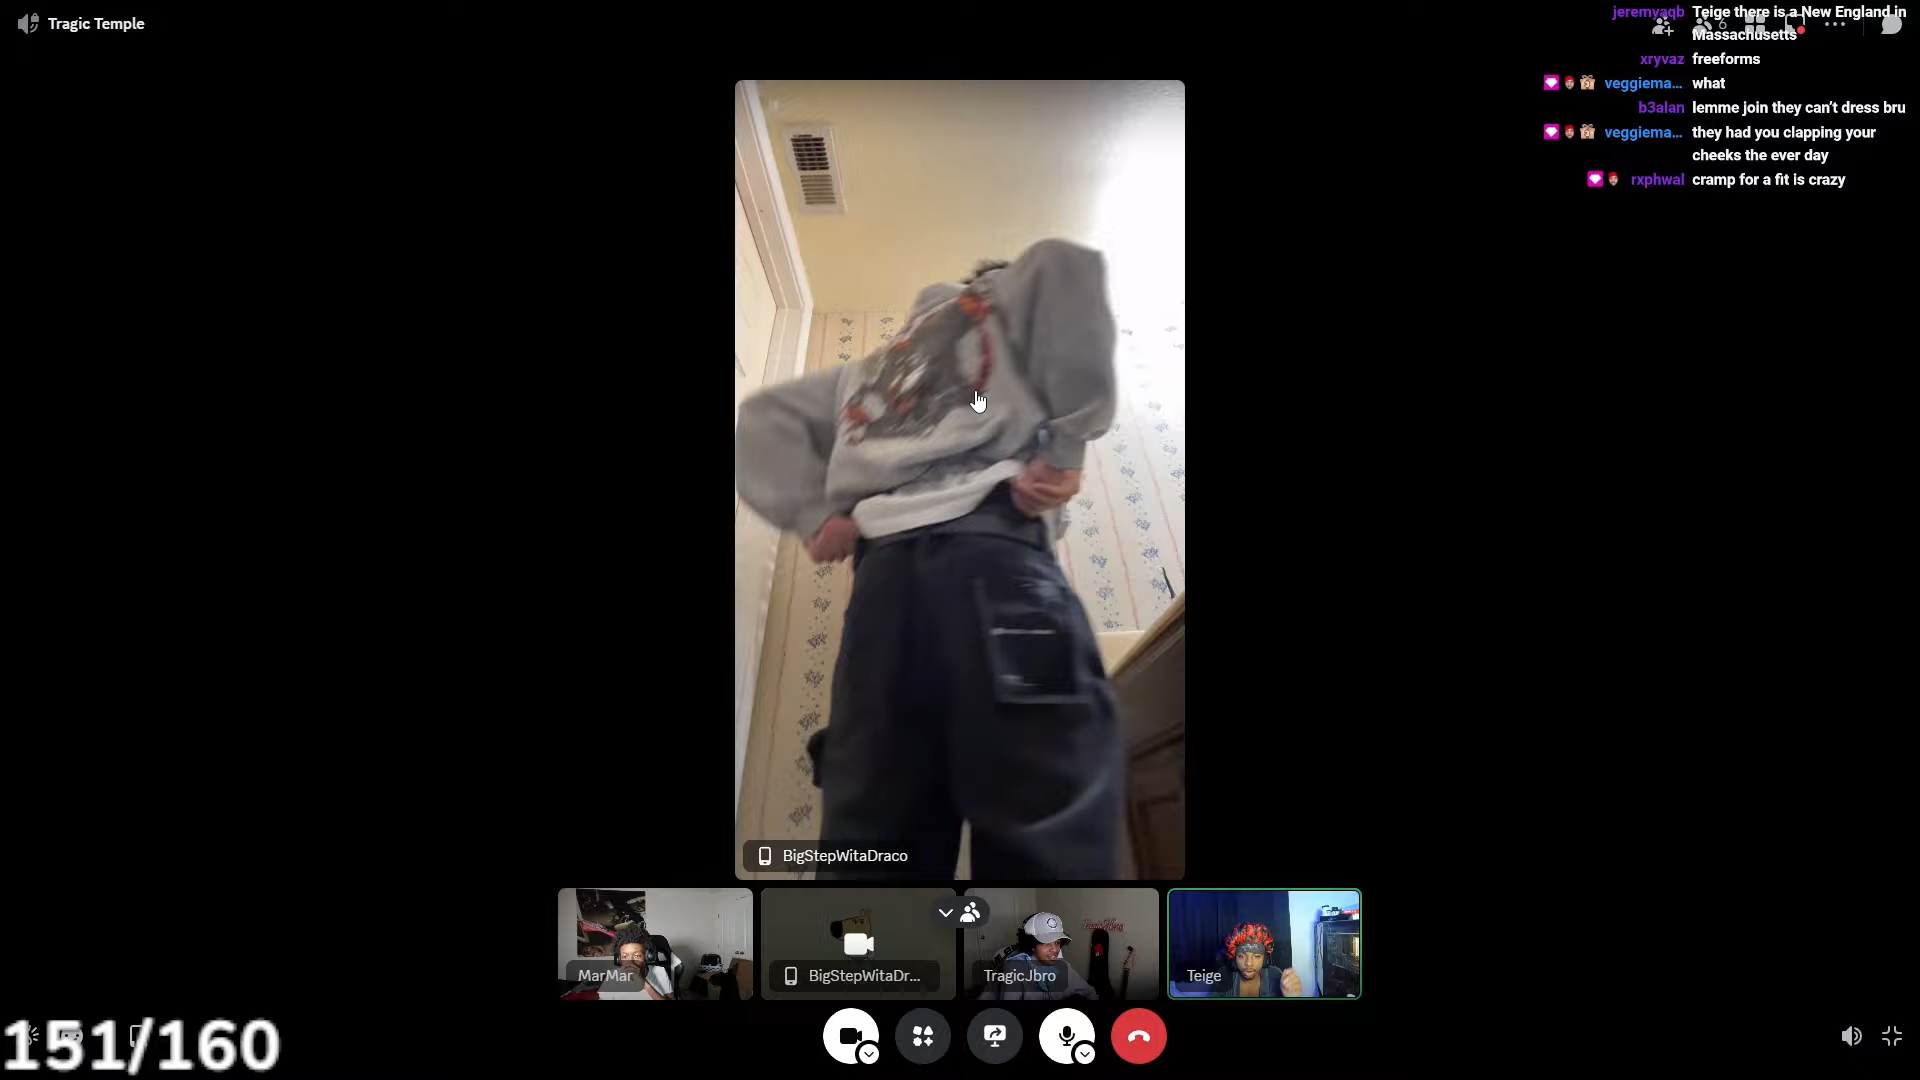 Tragic Temple
jeremyaqb Teige there is a New England in
Massachusetts
6
xryvaz freeforms
veggiema... what
b3alan lemme join they can't dress bru
veggiema... they had you clapping your
cheeks the ever day
rxphwal cramp for a fit is crazy
BigStepWitaDraco
MarMar
BigStepWitaDr...
TragicJbro
Teige
151/160